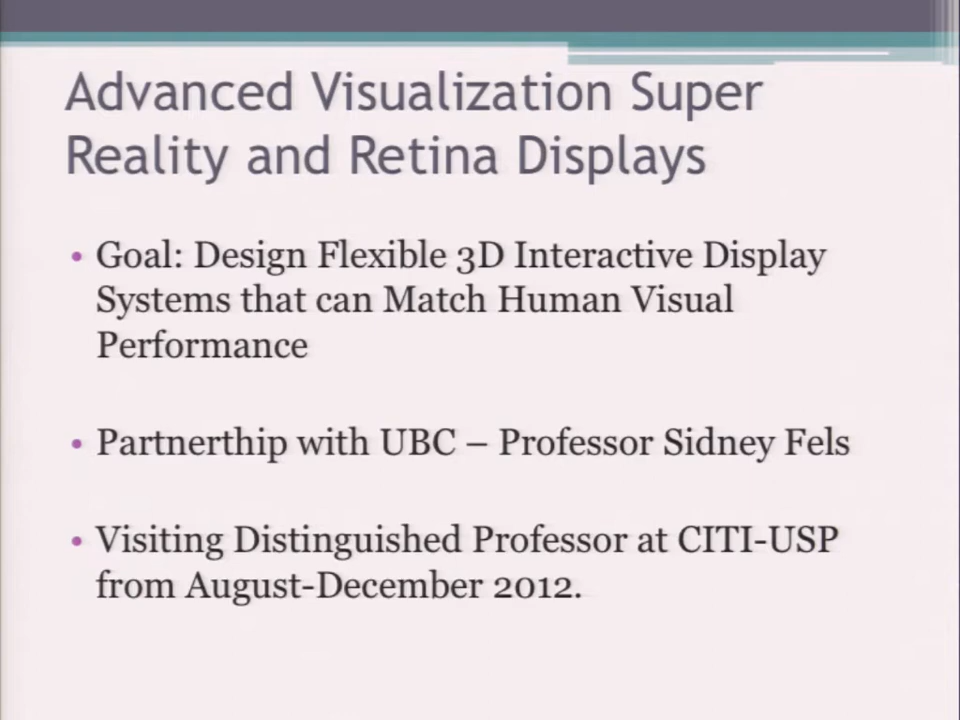 Advanced Visualization Super
Reality and Retina Displays
• Goal: Design Flexible 3D Interactive Display
Systems that can Match Human Visual
Performance
• Partnerthip with UBC – Professor Sidney Fels
• Visiting Distinguished Professor at CITI-USP
from August-December 2012.